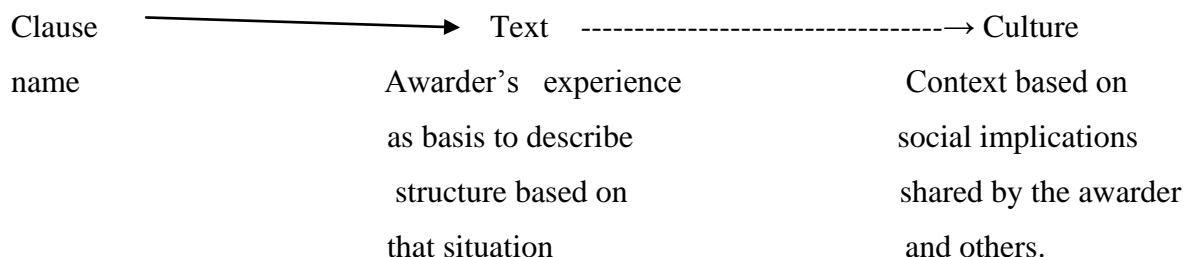 Clause Text ----------------------------------→ Culture
name Awarder’s experience Context based on
as basis to describe social implications
structure based on shared by the awarder
that situation and others.